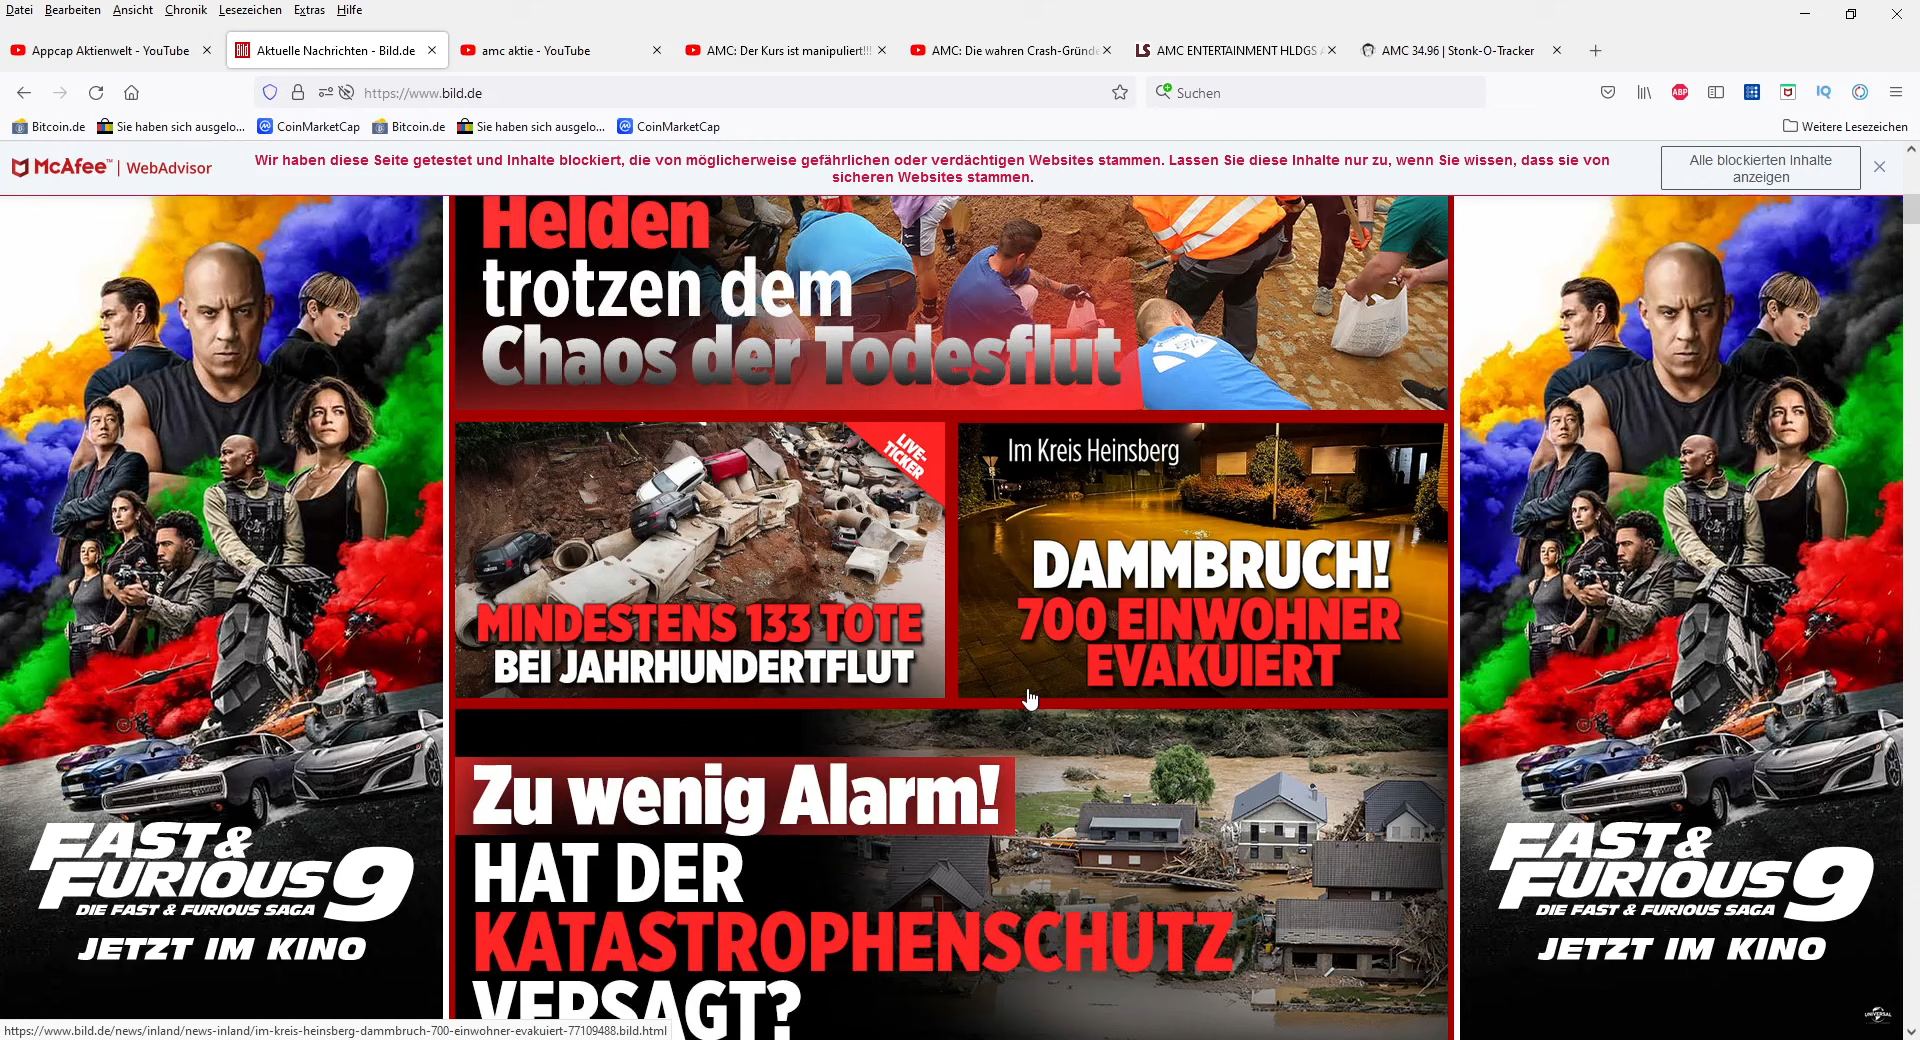 Datei Bearbeiten Ansicht Chronik Lesezeichen Extras Hilfe
Appcap Aktienwelt - YouTube
Aktuelle Nachrichten - Bild.de
amc aktie - YouTube
AMC: Der Kurs ist manipuliert!!!
AMC: Die wahren Crash-Gründe
AMC ENTERTAINMENT HLDGS A
AMC 34.96 | Stonk-O-Tracker
https://www.bild.de
Suchen
ABP
IQ
Bitcoin.de Sie haben sich ausgelo... CoinMarketCap Bitcoin.de Sie haben sich ausgelo... CoinMarketCap
Weitere Lesezeichen
McAfee™ | WebAdvisor
Wir haben diese Seite getestet und Inhalte blockiert, die von möglicherweise gefährlichen oder verdächtigen Websites stammen. Lassen Sie diese Inhalte nur zu, wenn Sie wissen, dass sie von
sicheren Websites stammen.
Alle blockierten Inhalte
anzeigen
Helden
trotzen dem
Chaos der Todesflut
LIVE-
TICKER
MINDESTENS 133 TOTE
BEI JAHRHUNDERTFLUT
Im Kreis Heinsberg
DAMMBRUCH!
700 EINWOHNER
EVAKUIERT
Zu wenig Alarm!
HAT DER
KATASTROPHENSCHUTZ
VERSAGT?
FAST &
FURIOUS 9
DIE FAST & FURIOUS SAGA
JETZT IM KINO
FAST &
FURIOUS 9
DIE FAST & FURIOUS SAGA
JETZT IM KINO
UNIVERSAL
https://www.bild.de/news/inland/news-inland/im-kreis-heinsberg-dammbruch-700-einwohner-evakuiert-77109488.bild.html